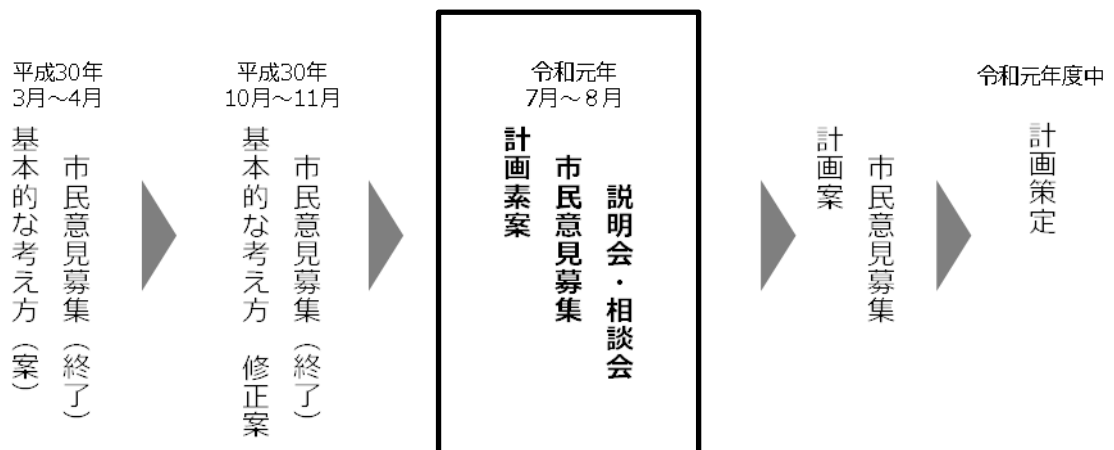 平成30年
3月～4月
基本的な考え方（案）
市民意見募集（終了）
平成30年
10月～11月
基本的な考え方　修正案
市民意見募集（終了）
令和元年
7月～8月
計画素案
市民意見募集
説明会・相談会
計画案
市民意見募集
令和元年度中
計画策定